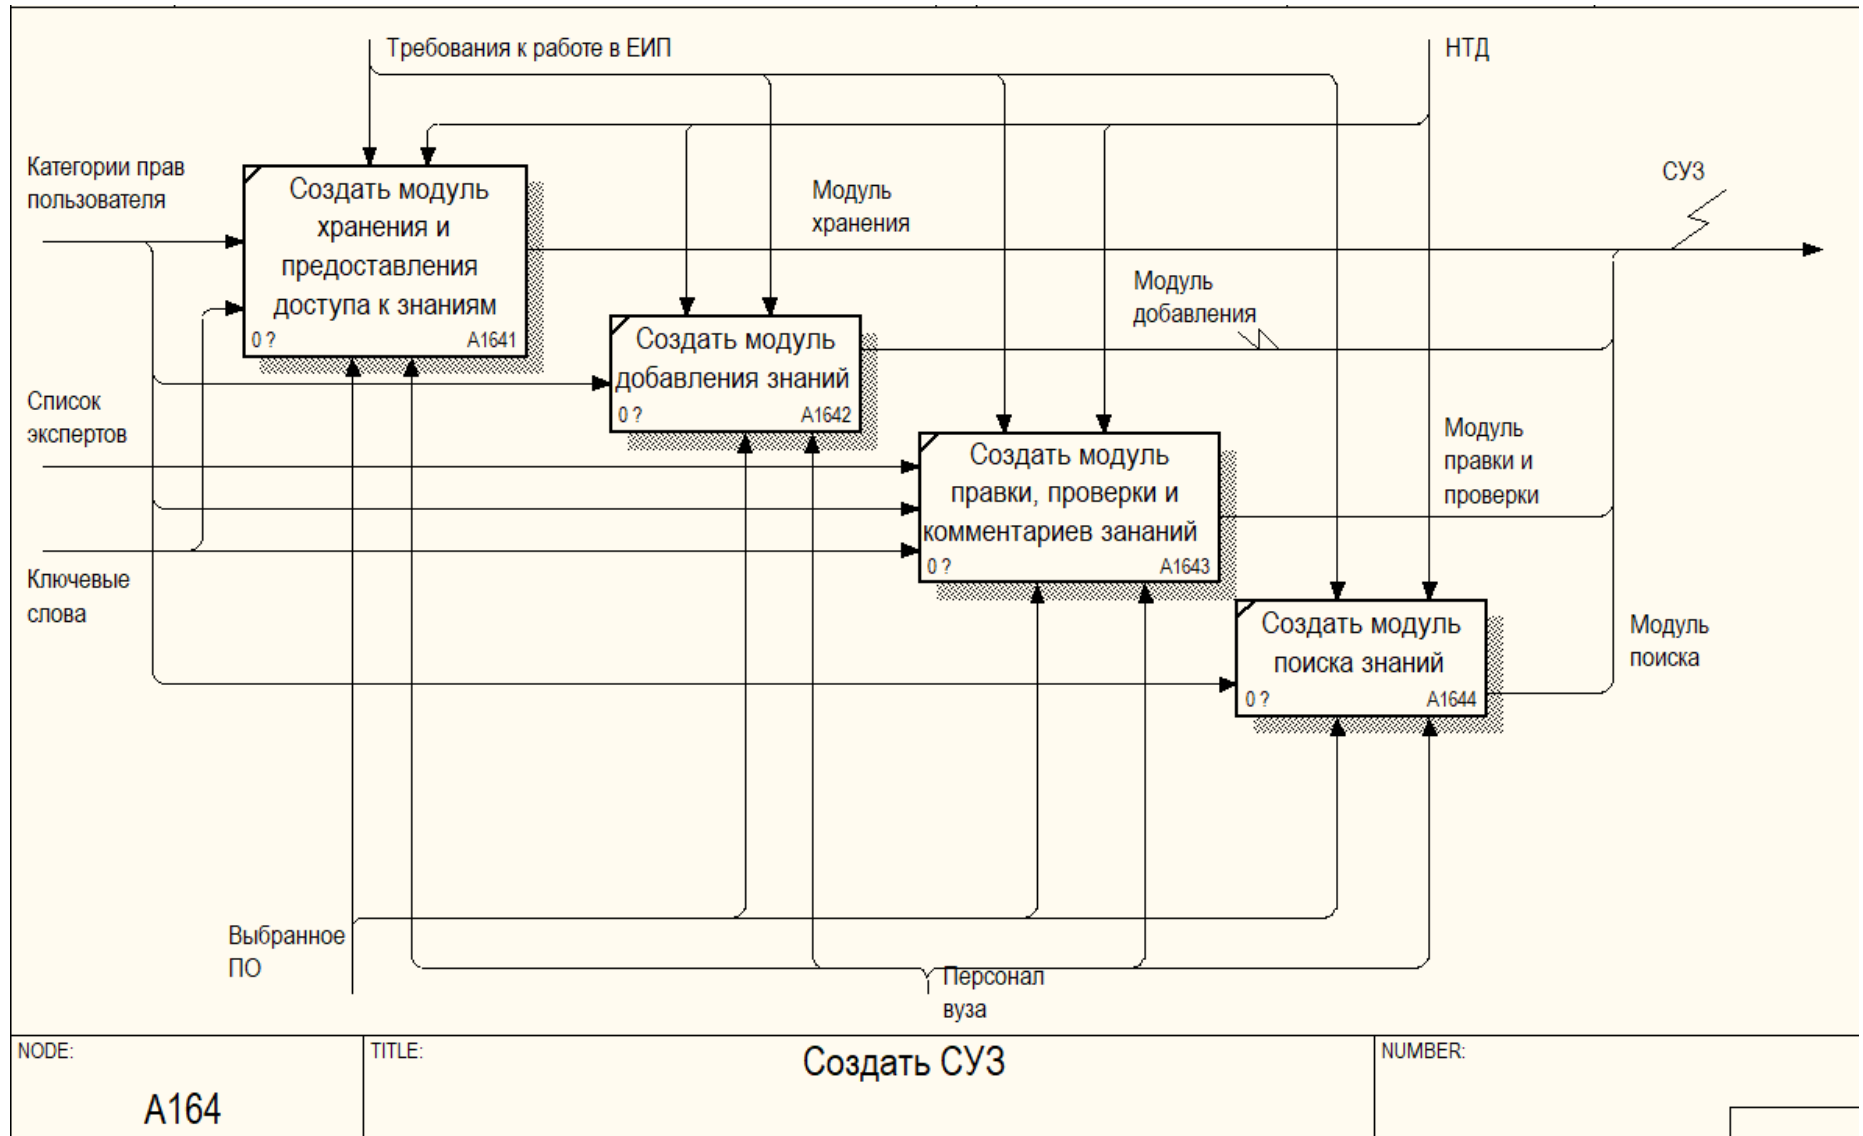 Требования к работе в ЕИП
НТД
Категории прав
пользователя
Создать модуль
хранения и
предоставления
доступа к знаниям
0 ?
A1641
Модуль
хранения
СУЗ
Модуль
добавления
Создать модуль
добавления знаний
0 ?
A1642
Список
экспертов
Создать модуль
правки, проверки и
комментариев зананий
0 ?
A1643
Модуль
правки и
проверки
Ключевые
слова
Создать модуль
поиска знаний
0 ?
A1644
Модуль
поиска
Выбранное
ПО
Персонал
вуза
NODE:
A164
TITLE:
Создать СУЗ
NUMBER: